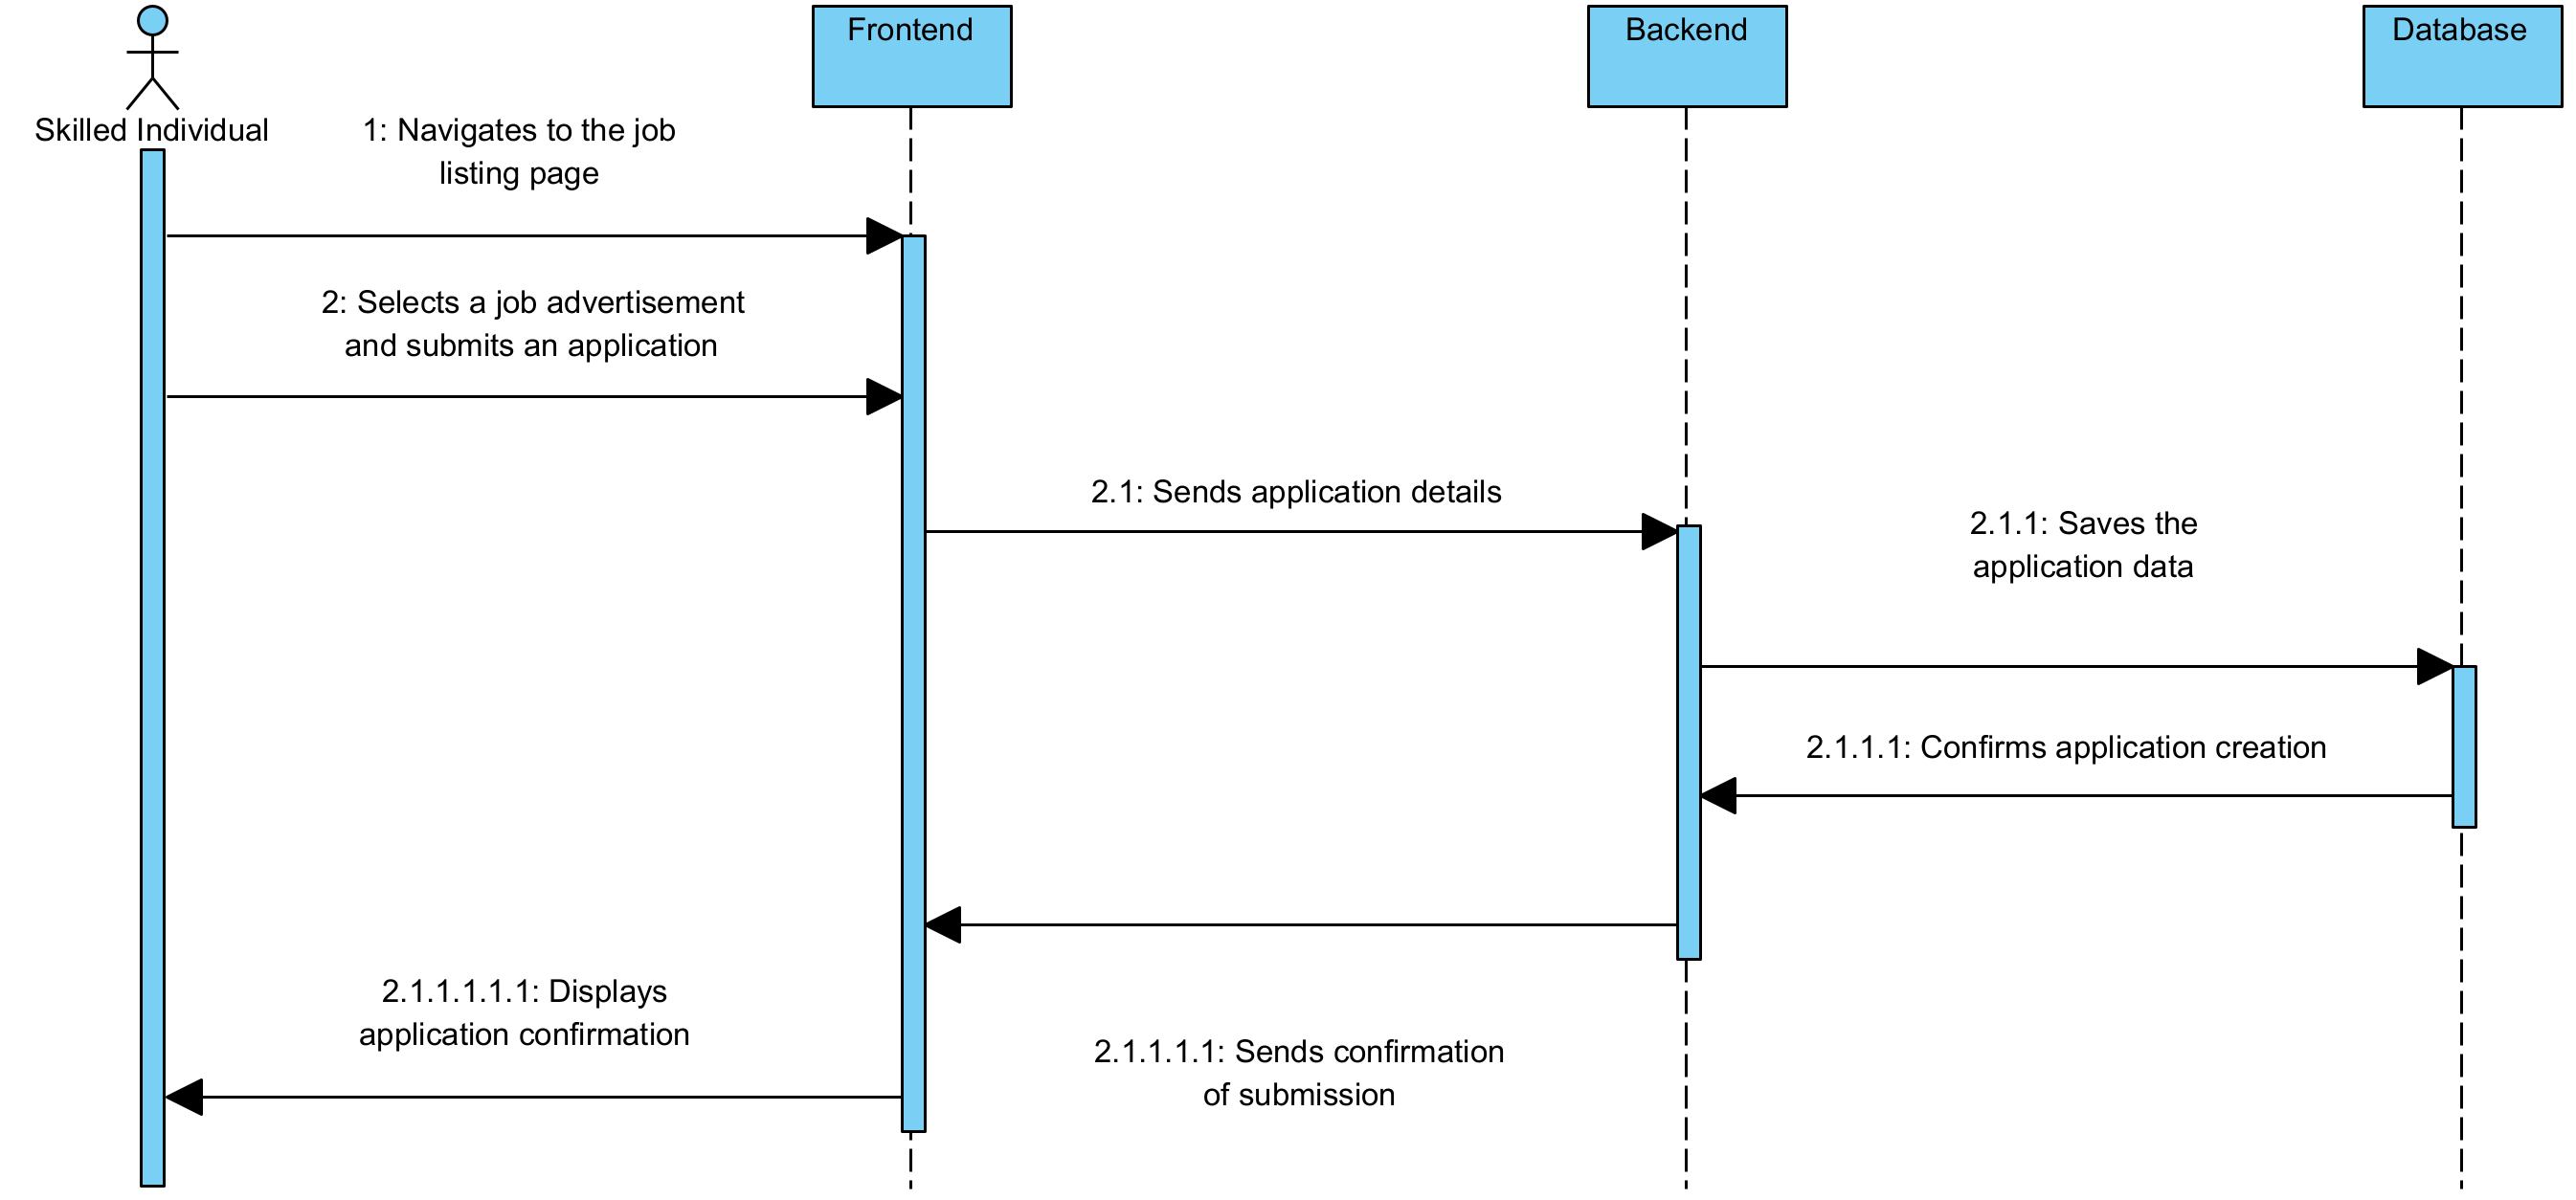 Frontend
Backend
Database
Skilled Individual
1: Navigates to the job
listing page
2: Selects a job advertisement
and submits an application
2.1: Sends application details
2.1.1: Saves the
application data
2.1.1.1: Confirms application creation
2.1.1.1.1.1: Displays
application confirmation
2.1.1.1.1: Sends confirmation
of submission